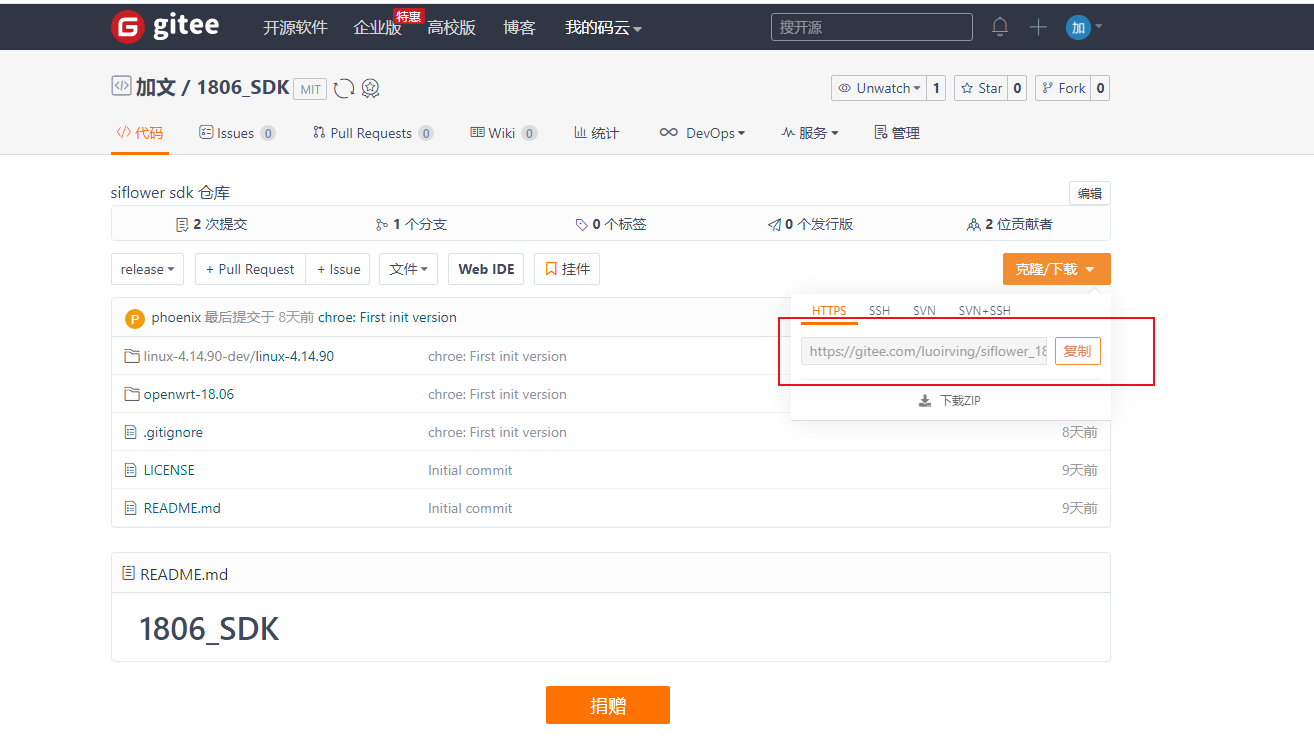 gitee 开源软件 企业版 特惠 高校版 博客 我的码云 搜开源 加
加文 / 1806_SDK MIT Unwatch 1 Star 0 Fork 0
代码 Issues 0 Pull Requests 0 Wiki 0 统计 DevOps 服务 管理
siflower sdk 仓库 编辑
2 次提交 1 个分支 0 个标签 0 个发行版 2 位贡献者
release + Pull Request + Issue 文件 Web IDE 挂件 克隆/下载
HTTPS SSH SVN SVN+SSH
P phoenix 最后提交于 8天前 chroe: First init version
https://gitee.com/luoirving/siflower_18 复制
linux-4.14.90-dev/linux-4.14.90 chroe: First init version
openwrt-18.06 chroe: First init version
下载ZIP
.gitignore chroe: First init version 8天前
LICENSE Initial commit 9天前
README.md Initial commit 9天前
README.md
1806_SDK
捐赠